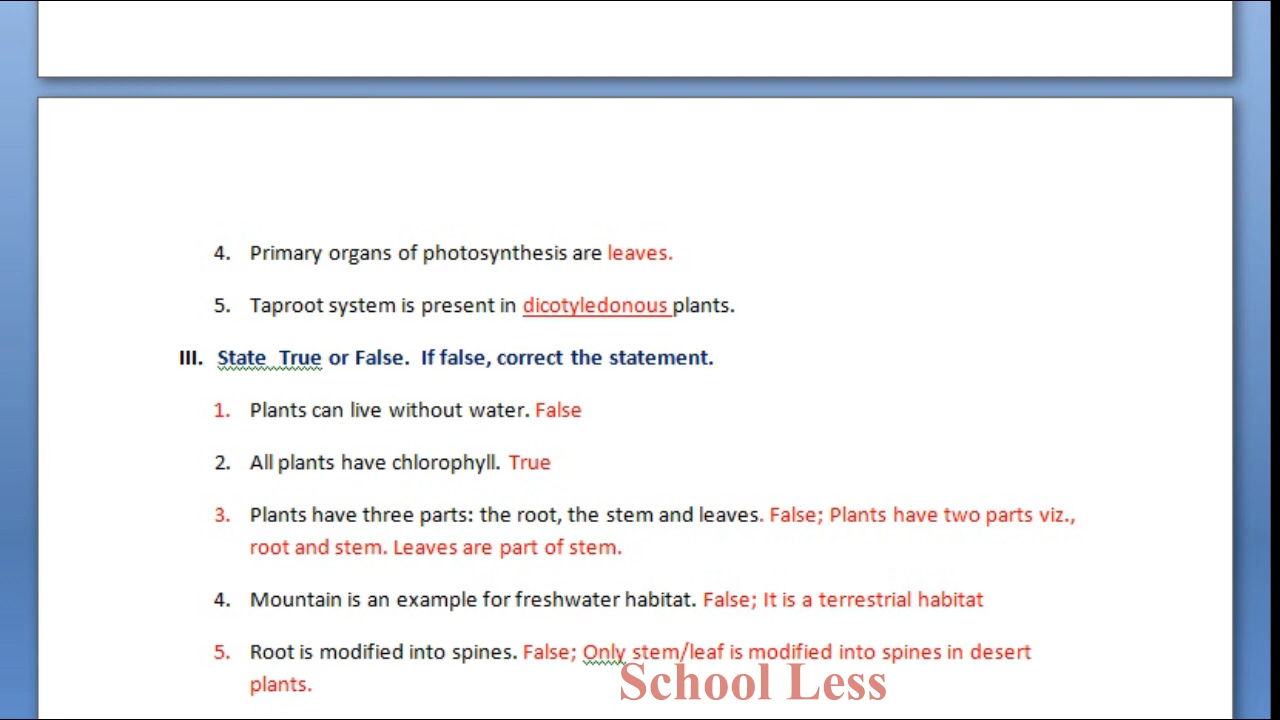 4. Primary organs of photosynthesis are leaves.
5. Taproot system is present in dicotyledonous plants.
III. State True or False. If false, correct the statement.
1. Plants can live without water. False
2. All plants have chlorophyll. True
3. Plants have three parts: the root, the stem and leaves. False; Plants have two parts viz.,
root and stem. Leaves are part of stem.
4. Mountain is an example for freshwater habitat. False; It is a terrestrial habitat
5. Root is modified into spines. False; Only stem/leaf is modified into spines in desert
plants.
School Less